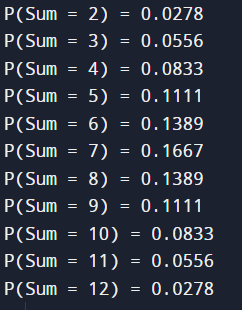 P(Sum = 2) = 0.0278
P(Sum = 3) = 0.0556
P(Sum = 4) = 0.0833
P(Sum = 5) = 0.1111
P(Sum = 6) = 0.1389
P(Sum = 7) = 0.1667
P(Sum = 8) = 0.1389
P(Sum = 9) = 0.1111
P(Sum = 10) = 0.0833
P(Sum = 11) = 0.0556
P(Sum = 12) = 0.0278